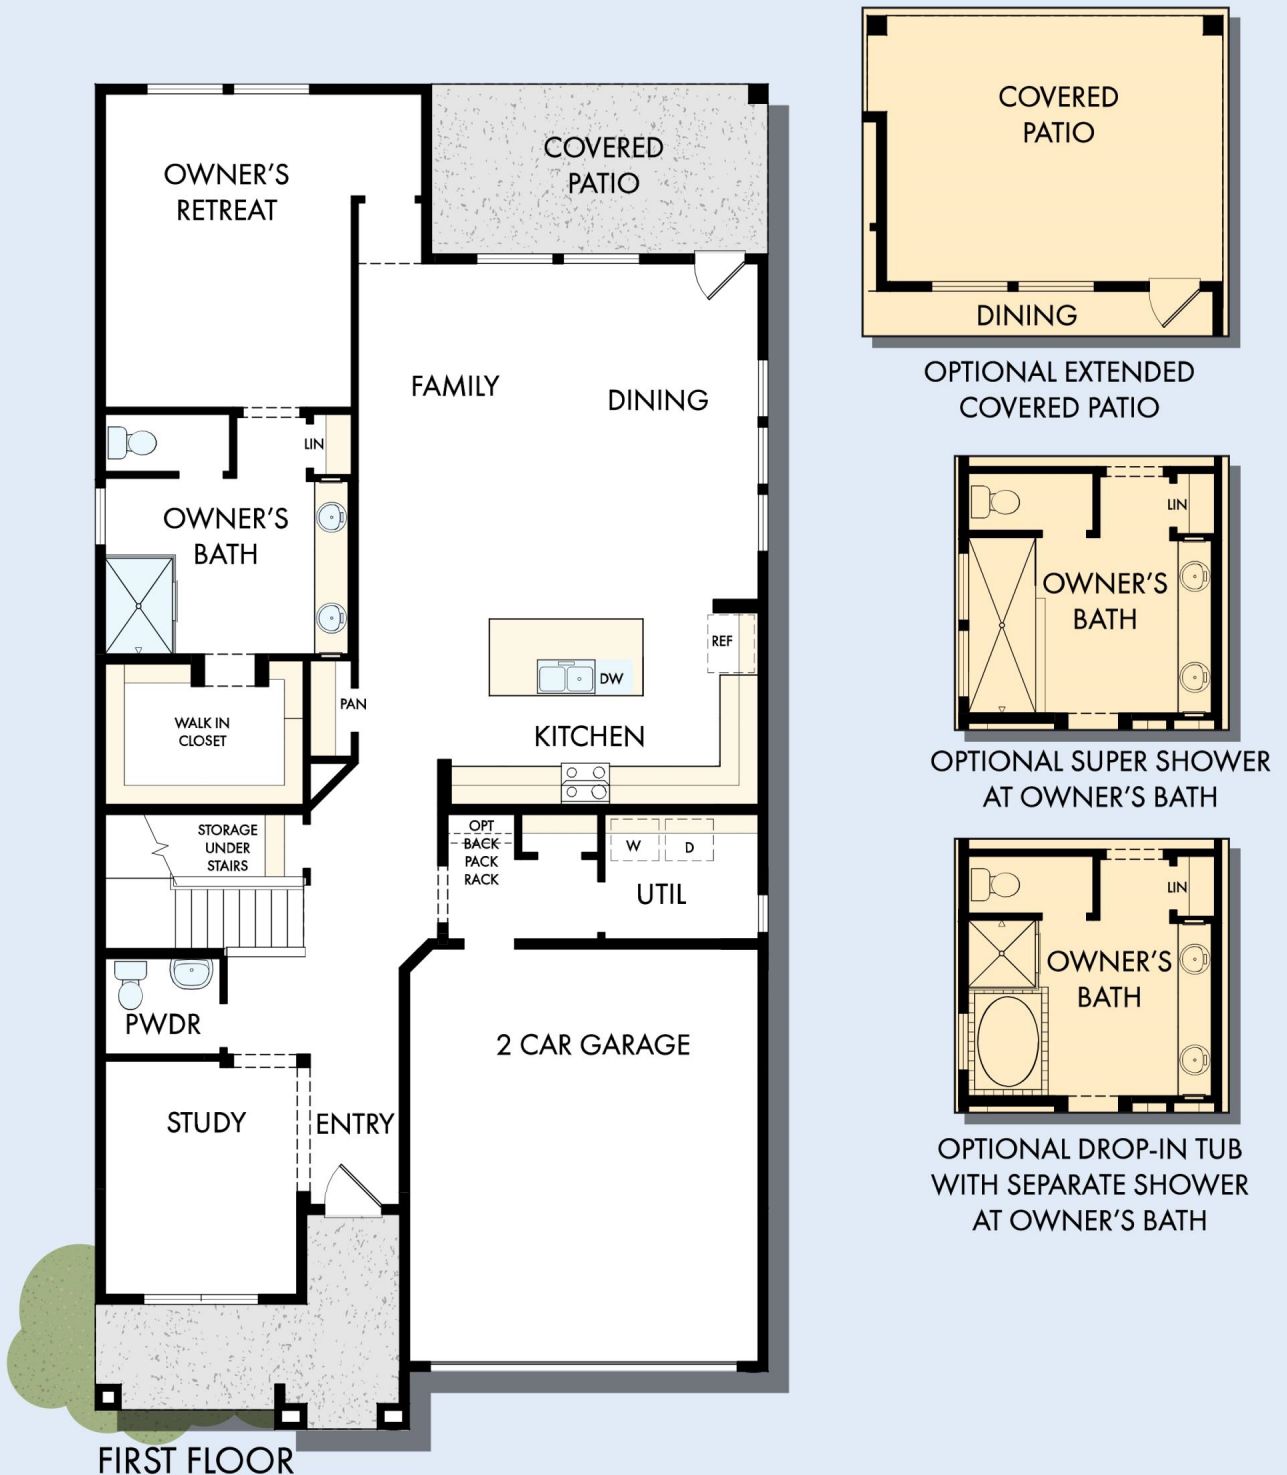 OWNER'S
RETREAT
COVERED
PATIO
FAMILY
DINING
LIN
OWNER'S
BATH
REF
DW
PAN
WALK IN
CLOSET
KITCHEN
STORAGE
UNDER
STAIRS
OPT
BACK
PACK
RACK
W
D
UTIL
PWDR
2 CAR GARAGE
STUDY
ENTRY
FIRST FLOOR
COVERED
PATIO
DINING
OPTIONAL EXTENDED
COVERED PATIO
LIN
OWNER'S
BATH
OPTIONAL SUPER SHOWER
AT OWNER'S BATH
LIN
OWNER'S
BATH
OPTIONAL DROP-IN TUB
WITH SEPARATE SHOWER
AT OWNER'S BATH